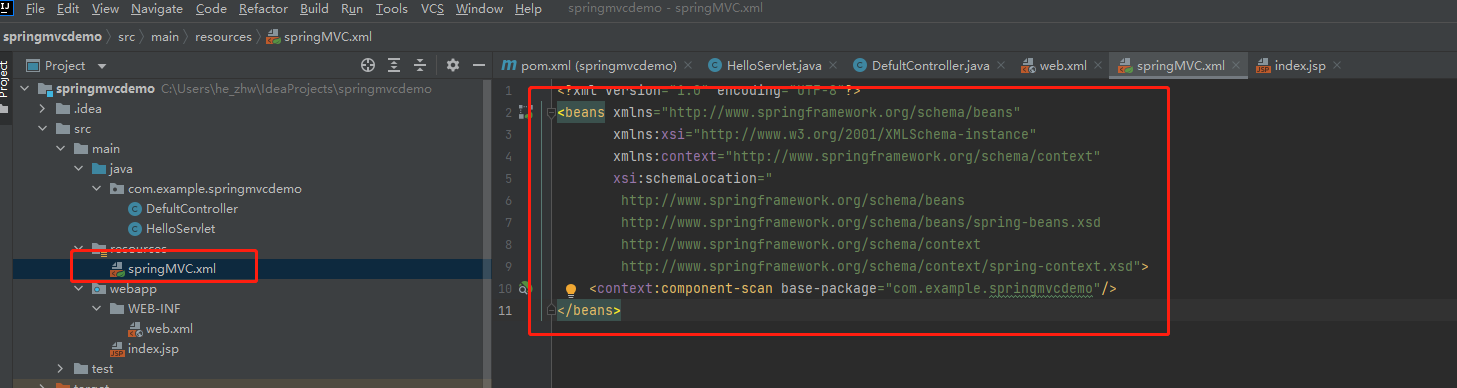 IJ File Edit View Navigate Code Refactor Build Run Tools VCS Window Help springmvcdemo - springMVC.xml
springmvcdemo src main resources springMVC.xml
Project Project
pom.xml (springmvcdemo) HelloServlet.java DefultController.java web.xml springMVC.xml index.jsp
springmvcdemo C:\Users\he_zhw\IdeaProjects\springmvcdemo
.idea
src
main
java
com.example.springmvcdemo
DefultController
HelloServlet
resources
springMVC.xml
webapp
WEB-INF
web.xml
index.jsp
test
target
1 <?xml version="1.0" encoding="UTF-8"?>
2 <beans xmlns="http://www.springframework.org/schema/beans"
3 xmlns:xsi="http://www.w3.org/2001/XMLSchema-instance"
4 xmlns:context="http://www.springframework.org/schema/context"
5 xsi:schemaLocation="
6 http://www.springframework.org/schema/beans
7 http://www.springframework.org/schema/beans/spring-beans.xsd
8 http://www.springframework.org/schema/context
9 http://www.springframework.org/schema/context/spring-context.xsd">
10 <context:component-scan base-package="com.example.springmvcdemo"/>
11 </beans>